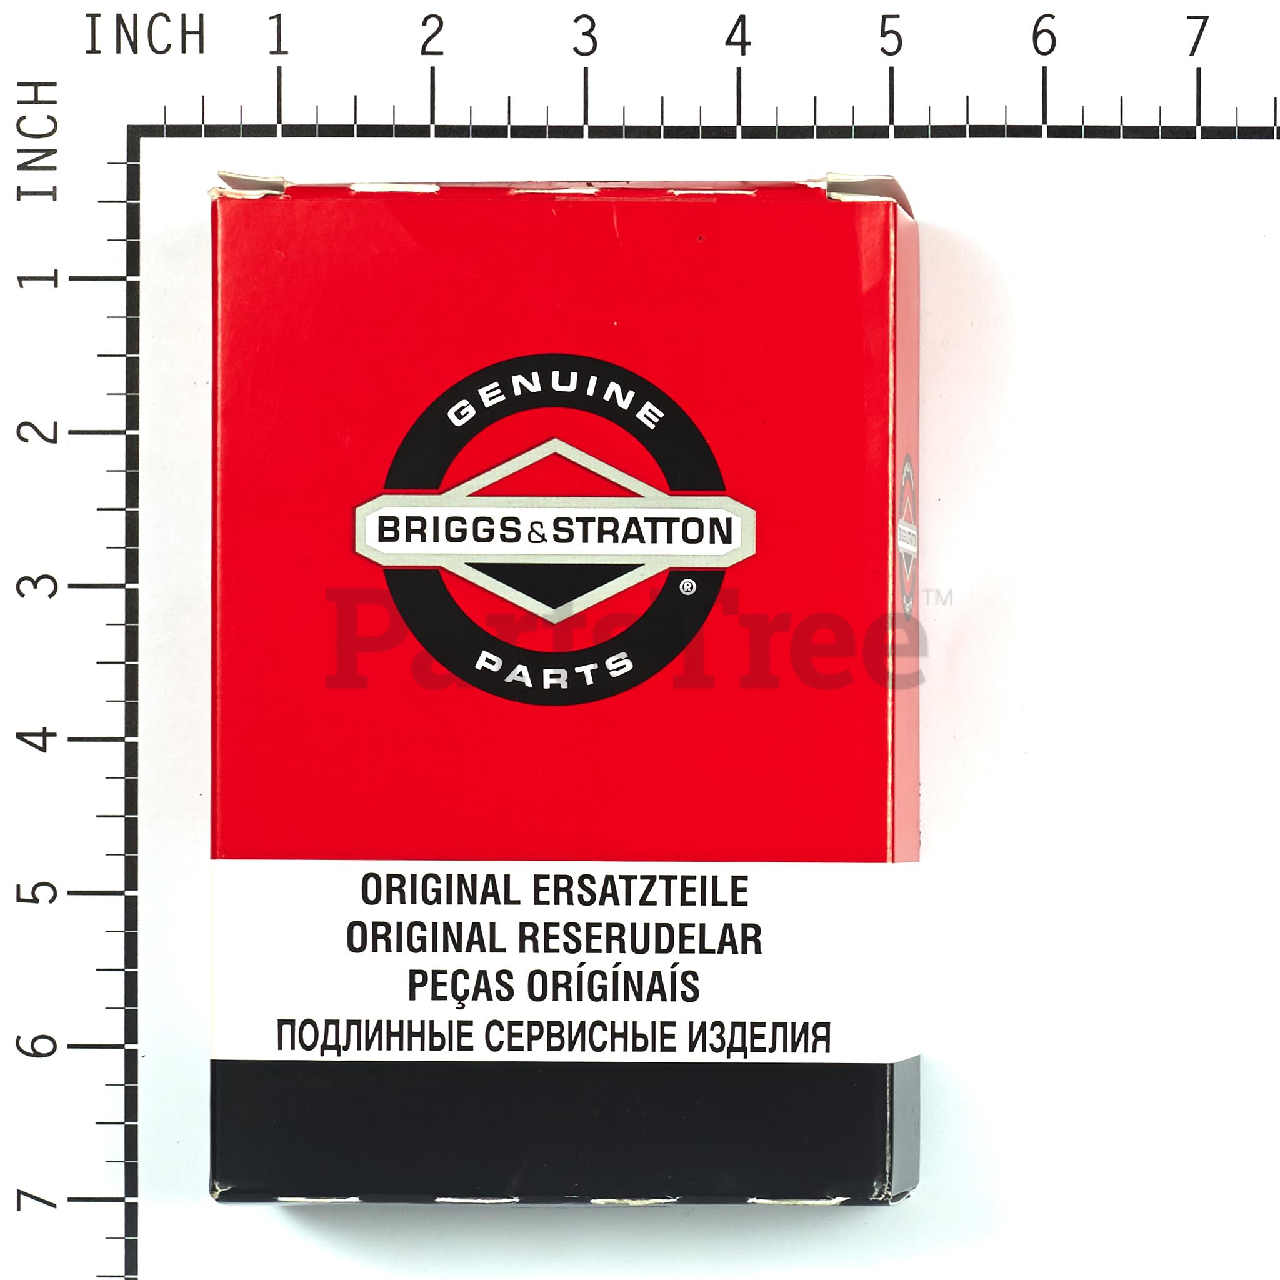 INCH 1 2 3 4 5 6 7
INCH
1
2
3
4
5
6
7
GENUINE
BRIGGS & STRATTON
®
PARTS
PartsTree™
ORIGINAL ERSATZTEILE
ORIGINAL RESERUDELAR
PEÇAS ORÍGÍNAÍS
ПОДЛИННЫЕ СЕРВИСНЫЕ ИЗДЕЛИЯ